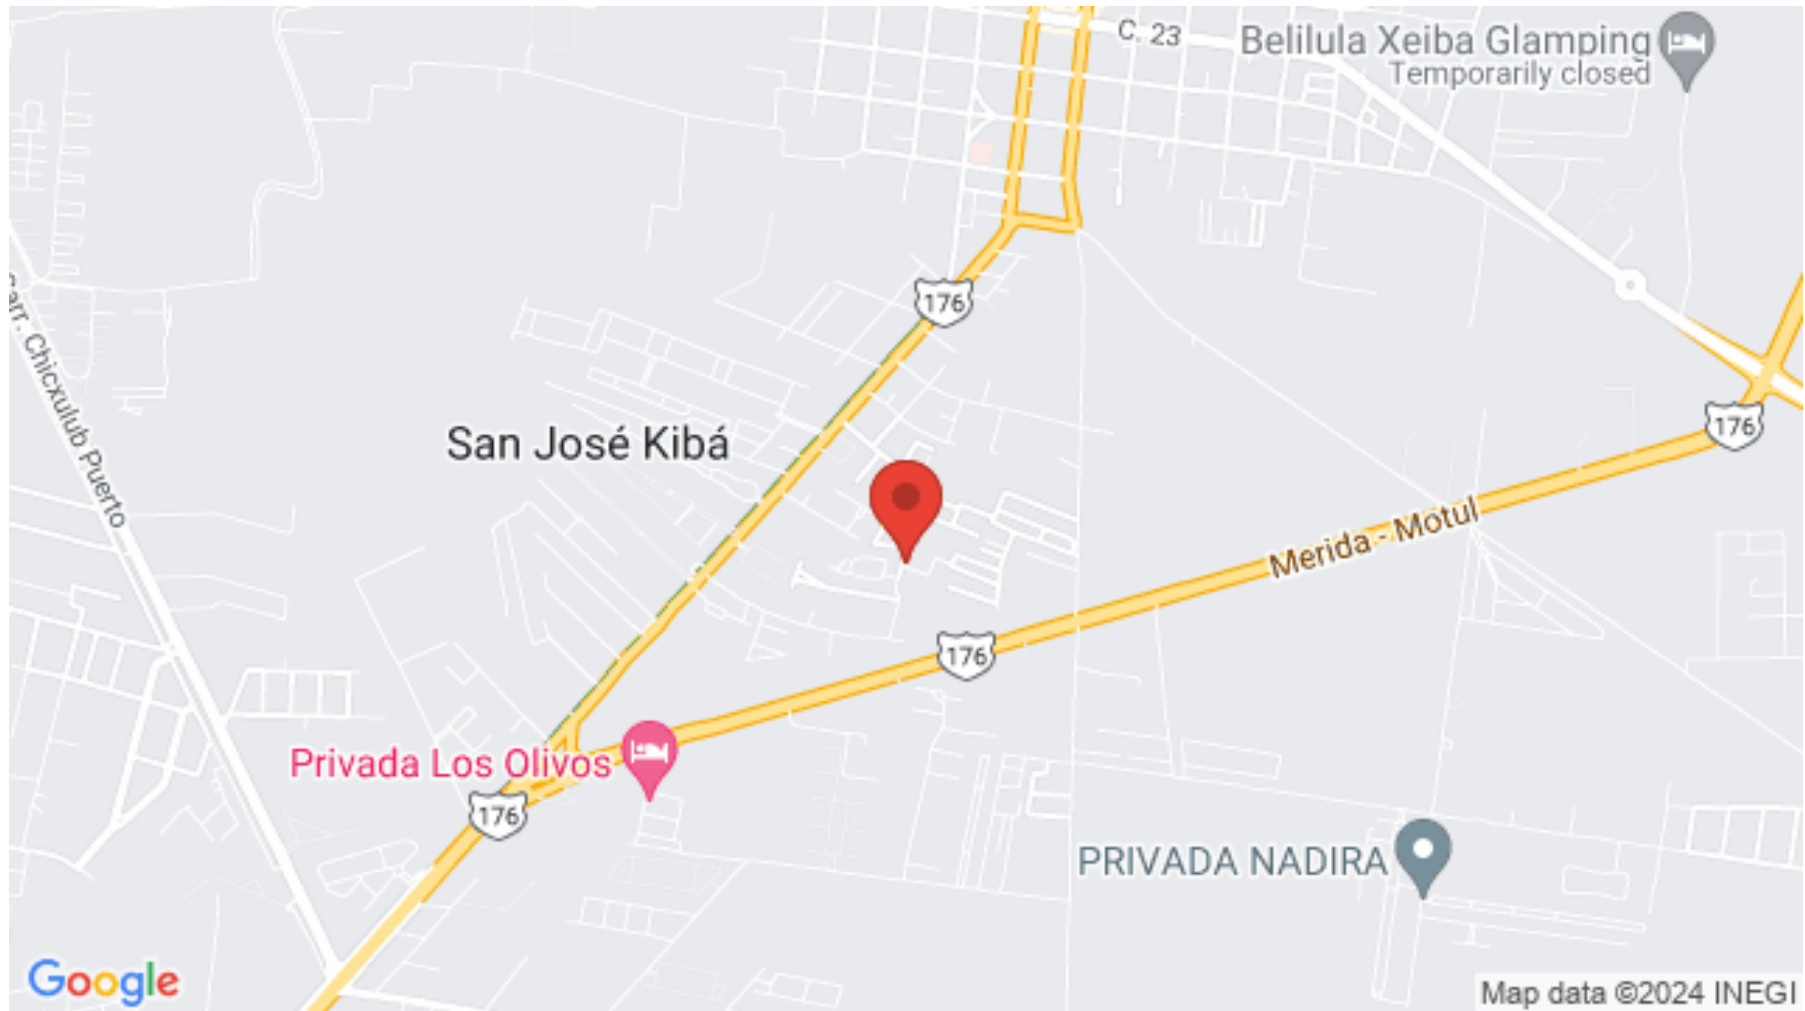 C. 23
Belilula Xeiba Glamping
Temporarily closed
176
Carr. Chicxulub Puerto
San José Kibá
176
Merida - Motul
176
Privada Los Olivos
176
PRIVADA NADIRA
Google
Map data ©2024 INEGI